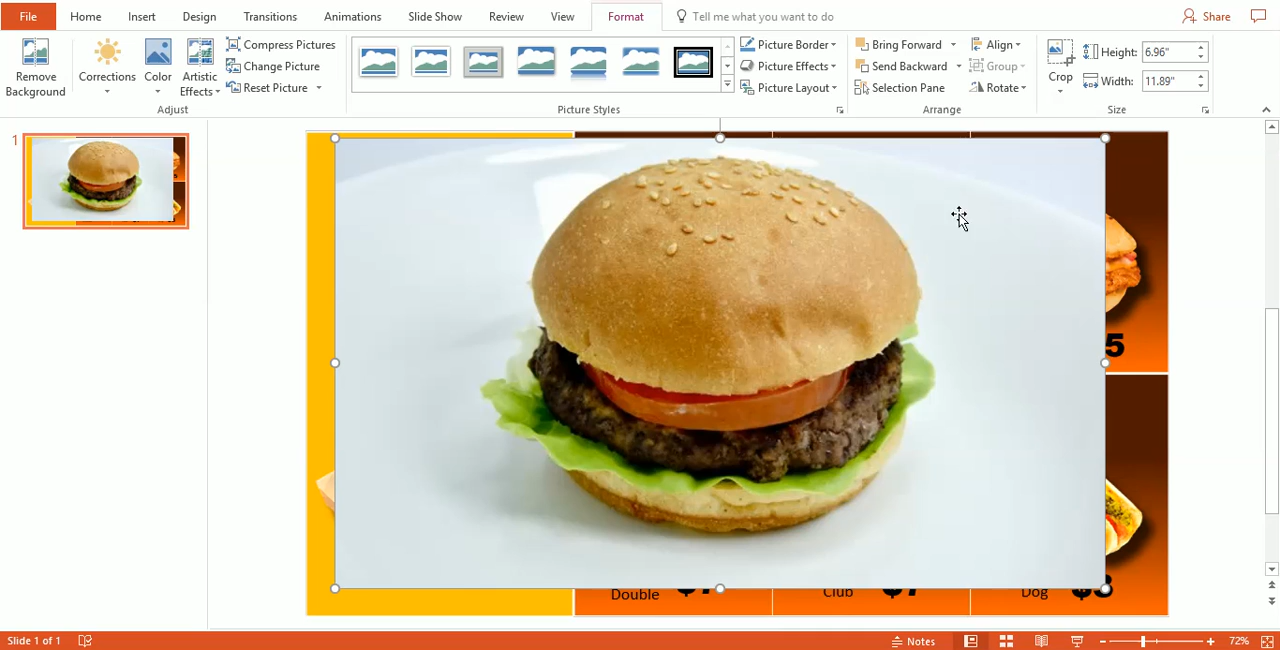 File Home Insert Design Transitions Animations Slide Show Review View Format Tell me what you want to do Share
Remove Background
Corrections
Color
Artistic Effects
Compress Pictures
Change Picture
Reset Picture
Adjust
Picture Styles
Picture Border
Picture Effects
Picture Layout
Bring Forward
Send Backward
Selection Pane
Align
Group
Rotate
Arrange
Crop
Height: 6.96"
Width: 11.89"
Size
1
5
Double
Club $7
Dog $3
Slide 1 of 1
Notes
72%